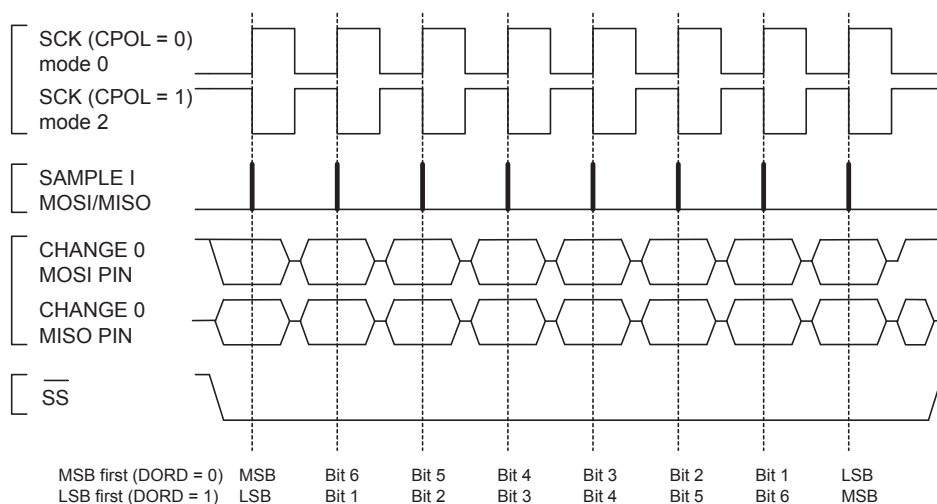 SCK (CPOL = 0)
mode 0
SCK (CPOL = 1)
mode 2
SAMPLE I
MOSI/MISO
CHANGE 0
MOSI PIN
CHANGE 0
MISO PIN
SS
MSB first (DORD = 0) MSB Bit 6 Bit 5 Bit 4 Bit 3 Bit 2 Bit 1 LSB
LSB first (DORD = 1) LSB Bit 1 Bit 2 Bit 3 Bit 4 Bit 5 Bit 6 MSB